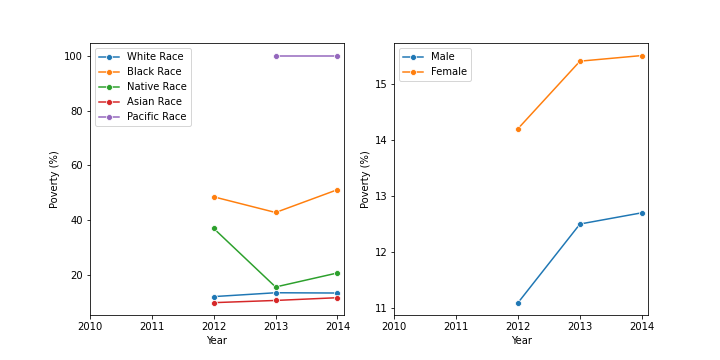 White Race
Black Race
Native Race
Asian Race
Pacific Race
100
80
60
40
20
Poverty (%)
2010 2011 2012 2013 2014
Year
Male
Female
15
14
13
12
11
Poverty (%)
2010 2011 2012 2013 2014
Year